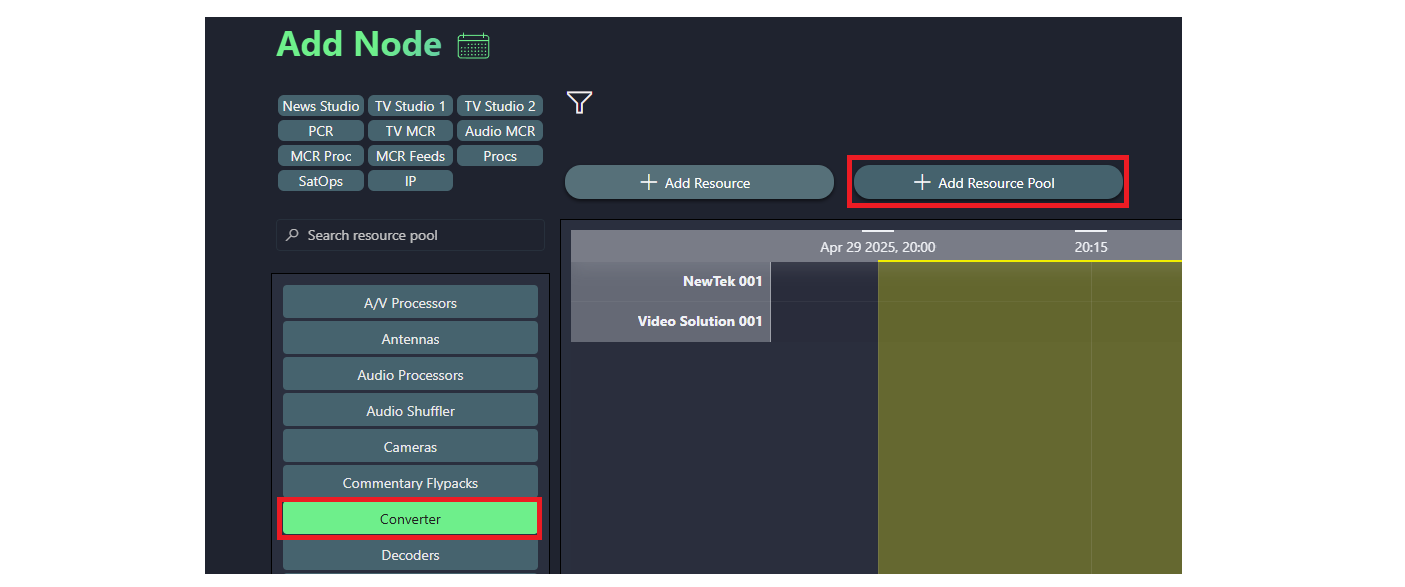 Add Node
News Studio TV Studio 1 TV Studio 2
PCR TV MCR Audio MCR
MCR Proc MCR Feeds Procs
SatOps IP
Add Resource Add Resource Pool
Search resource pool
Apr 29 2025, 20:00 20:15
NewTek 001
Video Solution 001
A/V Processors
Antennas
Audio Processors
Audio Shuffler
Cameras
Commentary Flypacks
Converter
Decoders